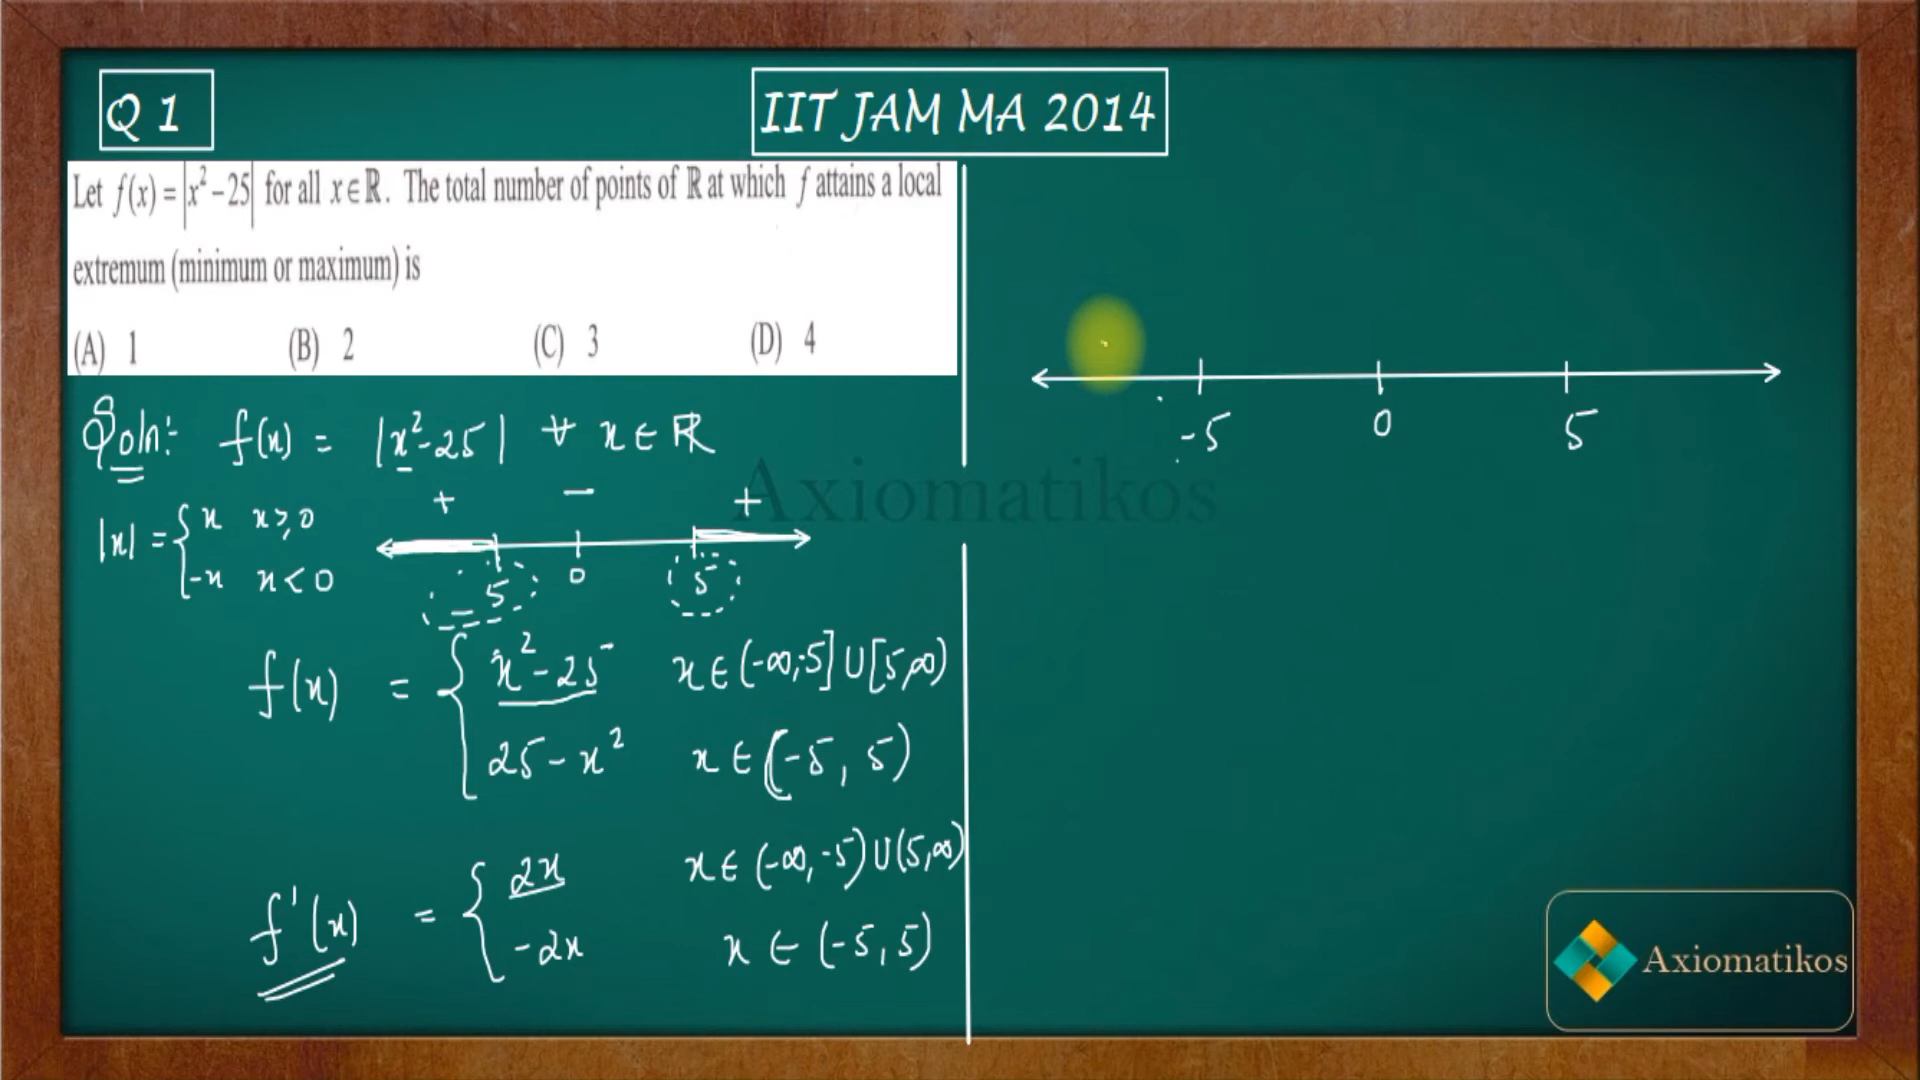 Q 1
IIT JAM MA 2014
Let f(x) = |x² − 25| for all x ∈ ℝ. The total number of points of ℝ at which f attains a local
extremum (minimum or maximum) is
(A) 1 (B) 2 (C) 3 (D) 4
Soln:- f(x) = |x²-25| ∀ x ∈ ℝ
+ − +
|x| = { x x ≥ 0
-x x < 0
-5 0 5
f(x) = { x²-25 x ∈ (-∞,-5] ∪ [5,∞)
25-x² x ∈ (-5, 5)
f'(x) = { 2x x ∈ (-∞,-5) ∪ (5,∞)
-2x x ∈ (-5,5)
-5 0 5
Axiomatikos
Axiomatikos